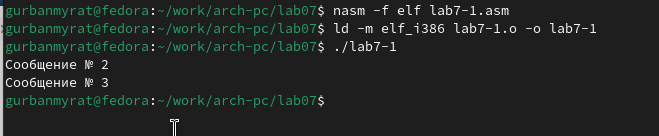 gurbanmyrat@fedora:~/work/arch-pc/lab07$ nasm -f elf lab7-1.asm
gurbanmyrat@fedora:~/work/arch-pc/lab07$ ld -m elf_i386 lab7-1.o -o lab7-1
gurbanmyrat@fedora:~/work/arch-pc/lab07$ ./lab7-1
Сообщение № 2
Сообщение № 3
gurbanmyrat@fedora:~/work/arch-pc/lab07$